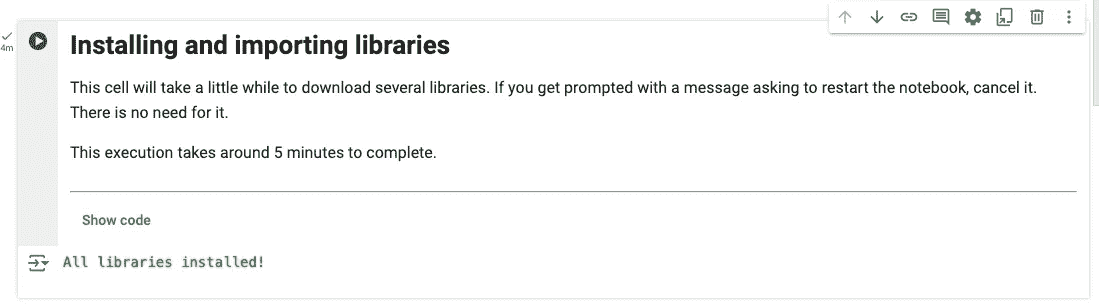 Installing and importing libraries
4m
This cell will take a little while to download several libraries. If you get prompted with a message asking to restart the notebook, cancel it.
There is no need for it.
This execution takes around 5 minutes to complete.
Show code
All libraries installed!